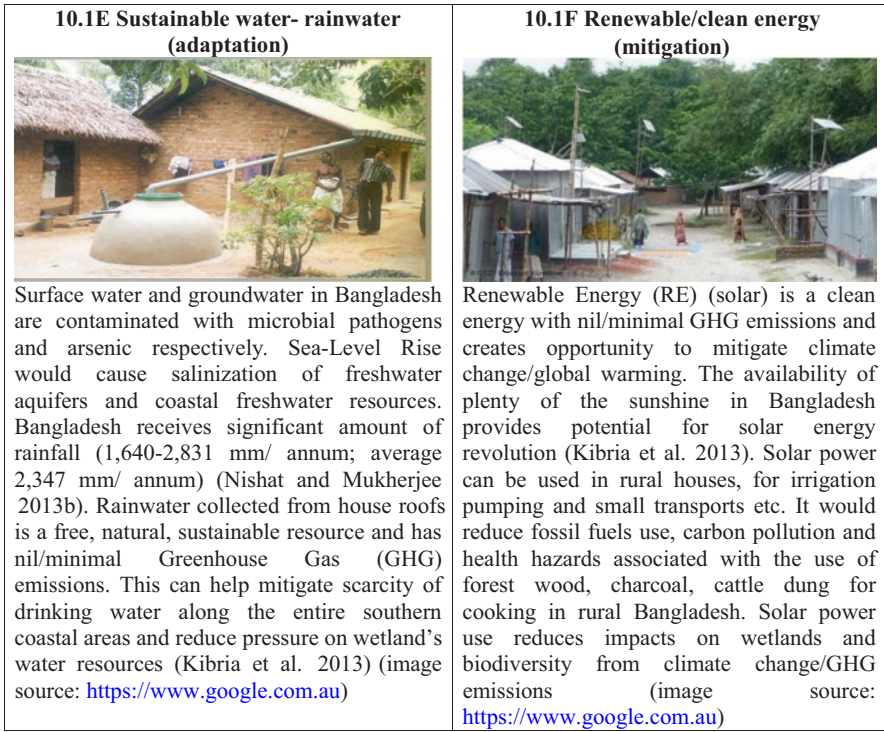 10.1E Sustainable water- rainwater
(adaptation)
Surface water and groundwater in Bangladesh
are contaminated with microbial pathogens
and arsenic respectively. Sea-Level Rise
would cause salinization of freshwater
aquifers and coastal freshwater resources.
Bangladesh receives significant amount of
rainfall (1,640-2,831 mm/ annum; average
2,347 mm/ annum) (Nishat and Mukherjee
2013b). Rainwater collected from house roofs
is a free, natural, sustainable resource and has
nil/minimal Greenhouse Gas (GHG)
emissions. This can help mitigate scarcity of
drinking water along the entire southern
coastal areas and reduce pressure on wetland's
water resources (Kibria et al. 2013) (image
source: https://www.google.com.au)
10.1F Renewable/clean energy
(mitigation)
Renewable Energy (RE) (solar) is a clean
energy with nil/minimal GHG emissions and
creates opportunity to mitigate climate
change/global warming. The availability of
plenty of the sunshine in Bangladesh
provides potential for solar energy
revolution (Kibria et al. 2013). Solar power
can be used in rural houses, for irrigation
pumping and small transports etc. It would
reduce fossil fuels use, carbon pollution and
health hazards associated with the use of
forest wood, charcoal, cattle dung for
cooking in rural Bangladesh. Solar power
use reduces impacts on wetlands and
biodiversity from climate change/GHG
emissions (image source:
https://www.google.com.au)